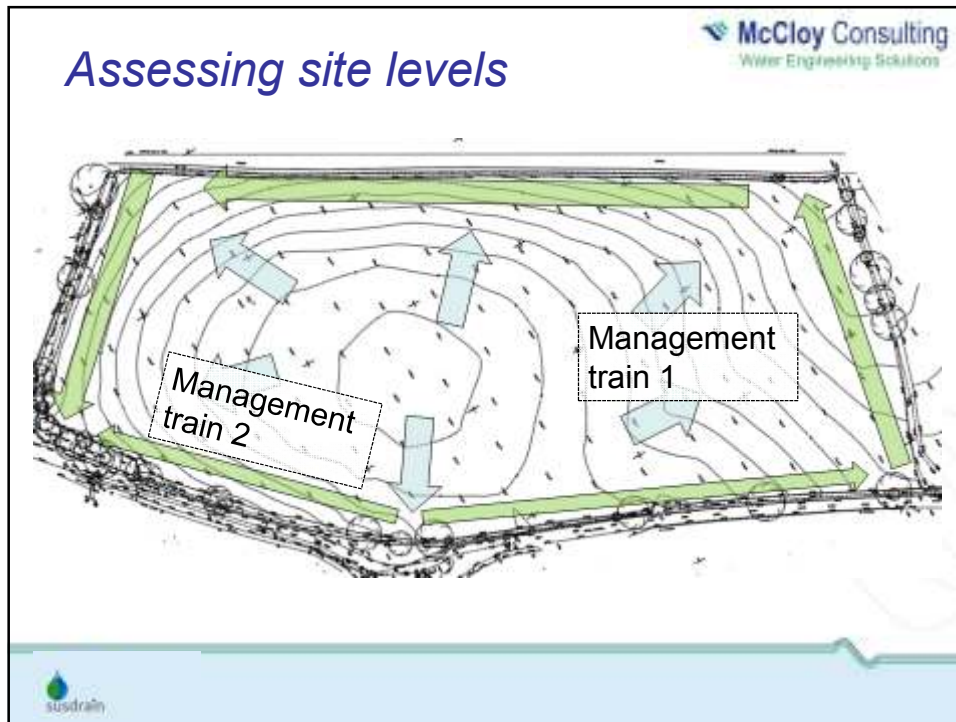 Assessing site levels
McCloy Consulting
Water Engineering Solutions
Management
train 1
Management
train 2
susdrain